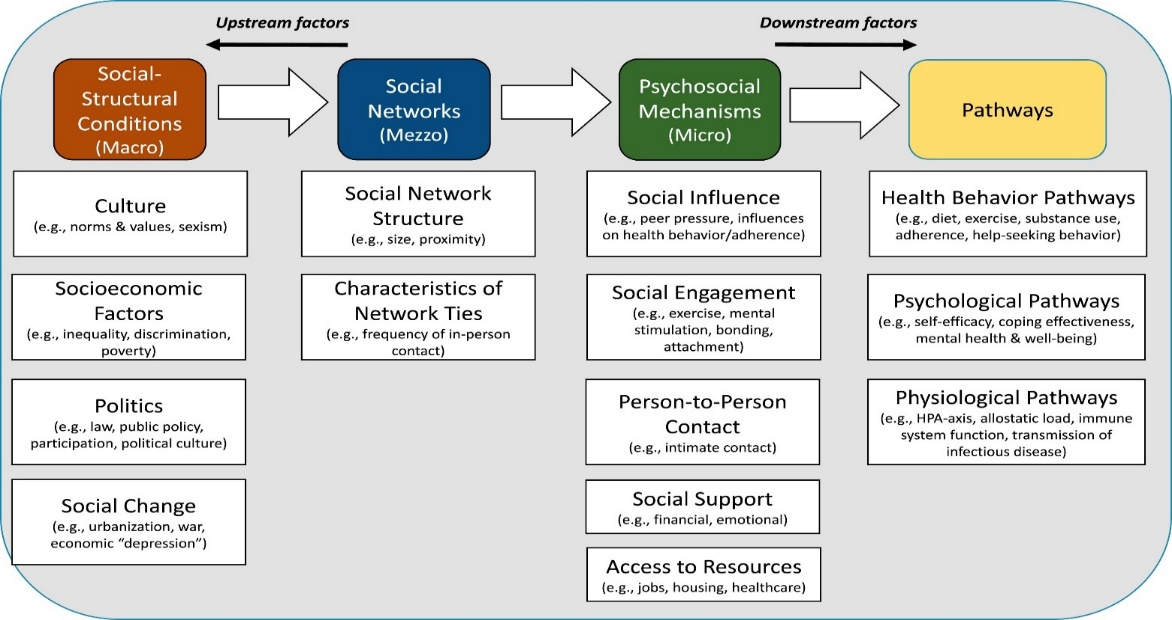 Upstream factors
Downstream factors
Social-
Structural
Conditions
(Macro)
Social
Networks
(Mezzo)
Psychosocial
Mechanisms
(Micro)
Pathways
Culture
(e.g., norms & values, sexism)
Socioeconomic
Factors
(e.g., inequality, discrimination,
poverty)
Politics
(e.g., law, public policy,
participation, political culture)
Social Change
(e.g., urbanization, war,
economic “depression”)
Social Network
Structure
(e.g., size, proximity)
Characteristics of
Network Ties
(e.g., frequency of in-person
contact)
Social Influence
(e.g., peer pressure, influences
on health behavior/adherence)
Social Engagement
(e.g., exercise, mental
stimulation, bonding,
attachment)
Person-to-Person
Contact
(e.g., intimate contact)
Social Support
(e.g., financial, emotional)
Access to Resources
(e.g., jobs, housing, healthcare)
Health Behavior Pathways
(e.g., diet, exercise, substance use,
adherence, help-seeking behavior)
Psychological Pathways
(e.g., self-efficacy, coping effectiveness,
mental health & well-being)
Physiological Pathways
(e.g., HPA-axis, allostatic load, immune
system function, transmission of
infectious disease)